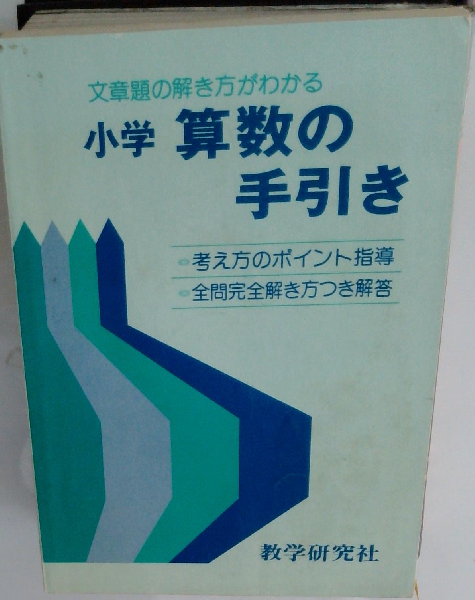 文章題の解き方がわかる
小学 算数の
手引き
考え方のポイント指導
全問完全解き方つき解答
教学研究社